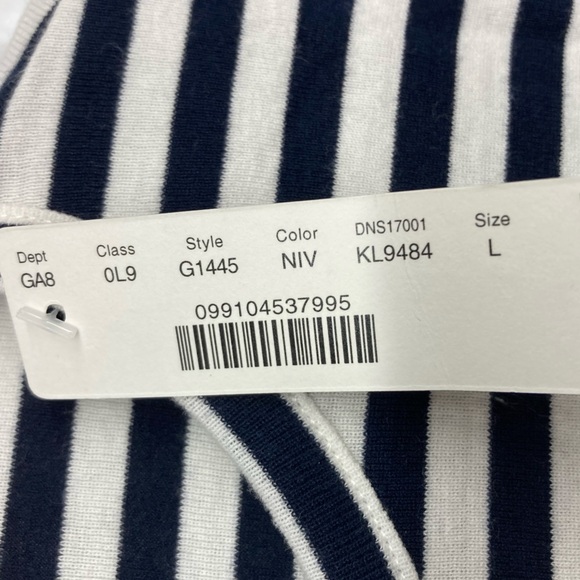 Dept Class Style Color DNS17001 Size
GA8 0L9 G1445 NIV KL9484 L
099104537995